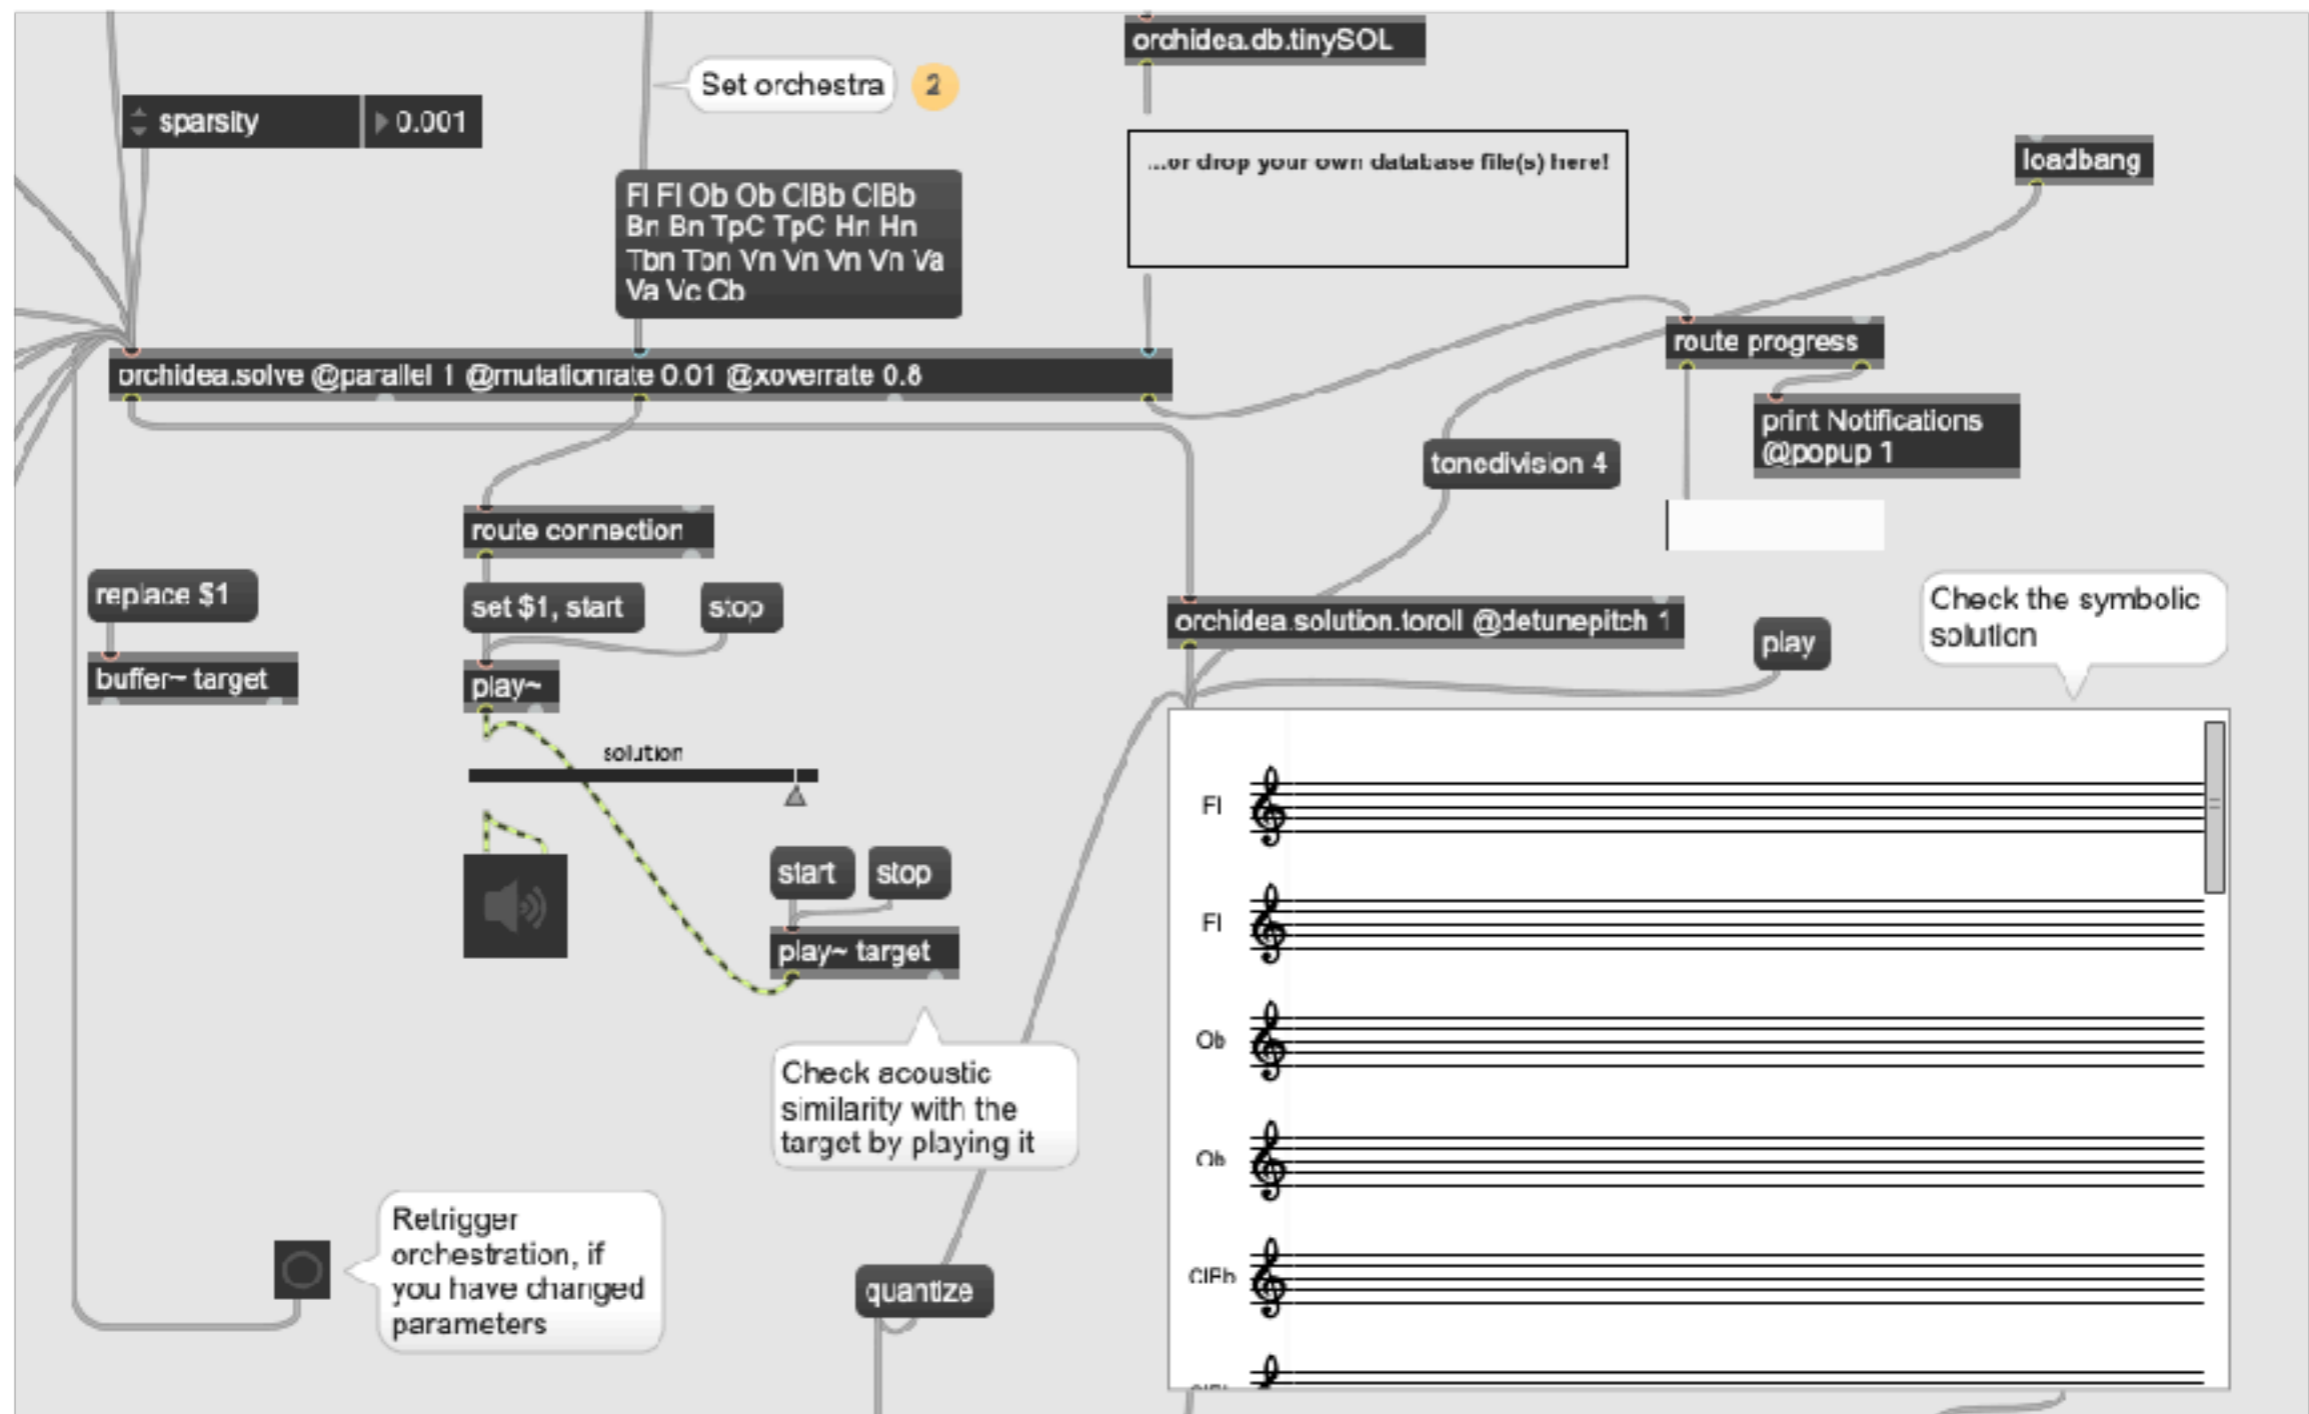 orchidea.db.tinySOL
Set orchestra
2
sparsity
0.001
...or drop your own database file(s) here!
loadbang
Fl Fl Ob Ob ClBb ClBb
Bn Bn TpC TpC Hn Hn
Tbn Tbn Vn Vn Vn Vn Va
Va Vc Cb
route progress
orchidea.solve @parallel 1 @mutationrate 0.01 @xoverrate 0.8
print Notifications
@popup 1
tonedivision 4
route connection
replace $1
set $1, start
stop
orchidea.solution.toroll @detunepitch 1
play
Check the symbolic
solution
buffer~ target
play~
solution
Fl
start
stop
Fl
play~ target
Ob
Check acoustic
similarity with the
target by playing it
Ob
Retrigger
orchestration, if
you have changed
parameters
quantize
ClBb